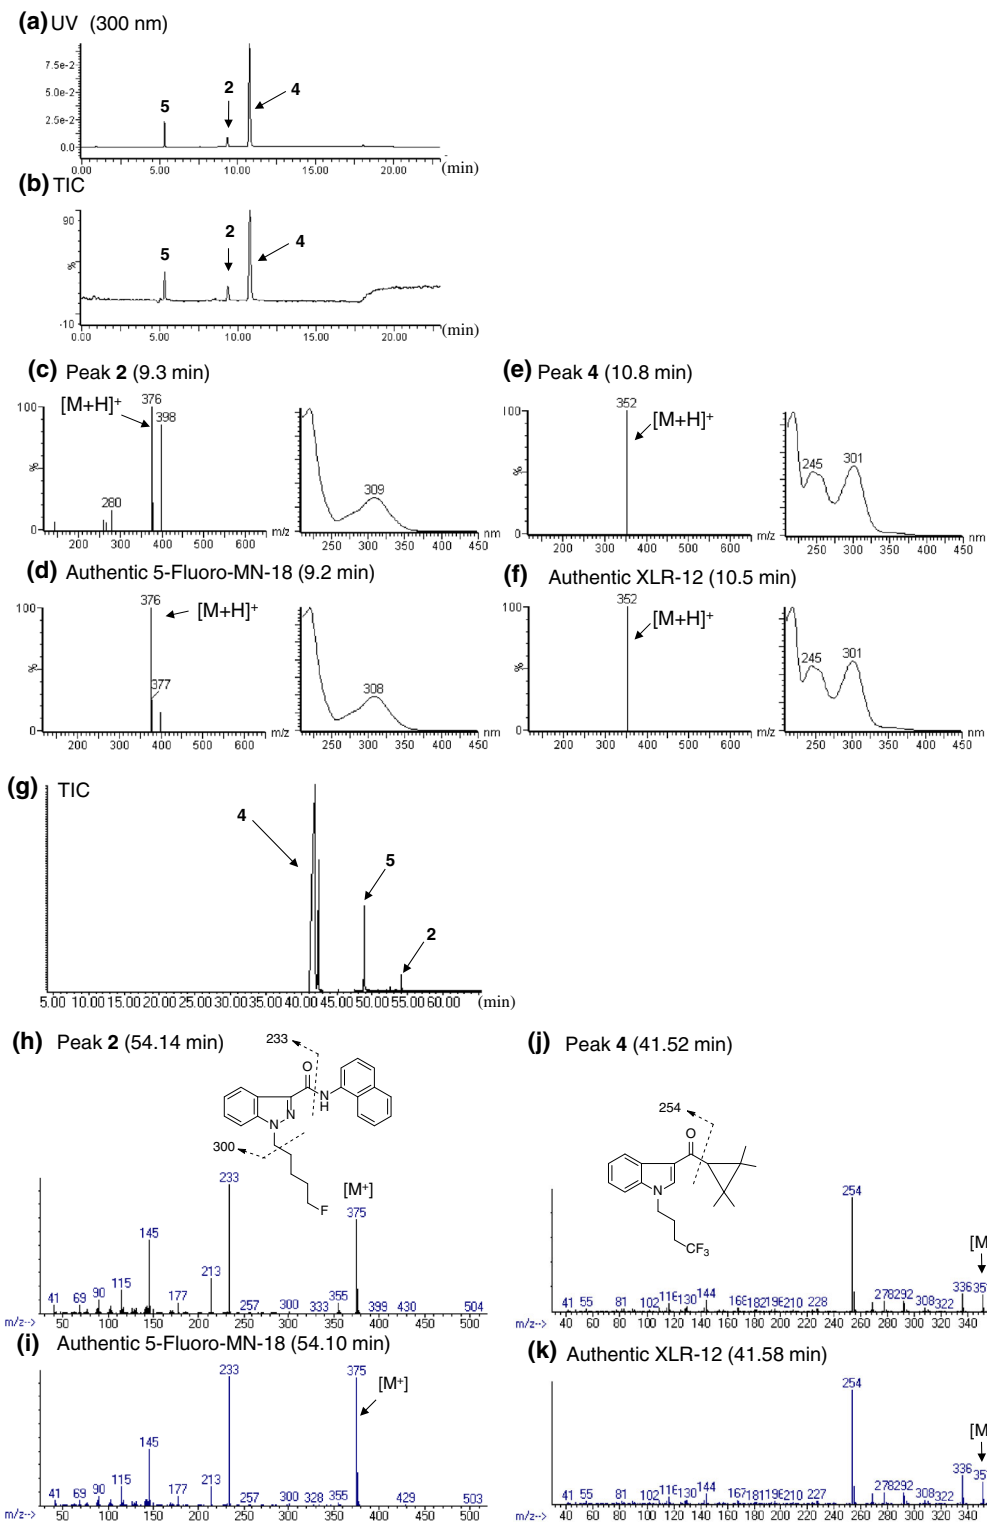 (a) UV (300 nm)
7.5e-2
5.0e-2
2.5e-2
0.0
5
2
4
0.00 5.00 10.00 15.00 20.00 (min)
(b) TIC
90
%
-10
5
2
4
0.00 5.00 10.00 15.00 20.00 (min)
(c) Peak 2 (9.3 min)
100
%
0
[M+H]+
376
398
280
200 300 400 500 600 m/z
309
250 300 350 400 450 nm
(e) Peak 4 (10.8 min)
100
%
0
352
[M+H]+
200 300 400 500 600 m/z
245
301
250 300 350 400 450 nm
(d) Authentic 5-Fluoro-MN-18 (9.2 min)
100
%
0
376
[M+H]+
377
200 300 400 500 600 m/z
308
250 300 350 400 450 nm
(f) Authentic XLR-12 (10.5 min)
100
%
0
352
[M+H]+
200 300 400 500 600 m/z
245
301
250 300 350 400 450 nm
(g) TIC
4
5
2
5.00 10.00 15.00 20.00 25.00 30.00 35.00 40.00 45.00 50.00 55.00 60.00 (min)
(h) Peak 2 (54.14 min)
233
O
N
H
N
N
300
F
233
[M+]
375
145
213
115
41 69 90 177 257 300 333 355 399 430 504
m/z--> 50 100 150 200 250 300 350 400 450 500
(j) Peak 4 (41.52 min)
254
O
N
CF3
254
[M
336 35
41 55 81 102 116 130 144 168 182 196 210 228 278 292 308 322
m/z--> 40 60 80 100 120 140 160 180 200 220 240 260 280 300 320 340
(i) Authentic 5-Fluoro-MN-18 (54.10 min)
233
375
[M+]
145
115
213
41 69 90 177 257 300 328 355 429 503
m/z--> 50 100 150 200 250 300 350 400 450 500
(k) Authentic XLR-12 (41.58 min)
254
[M
336 35
41 55 81 100 116 130 144 167 181 196 210 227 278 292 308 322
m/z--> 40 60 80 100 120 140 160 180 200 220 240 260 280 300 320 340